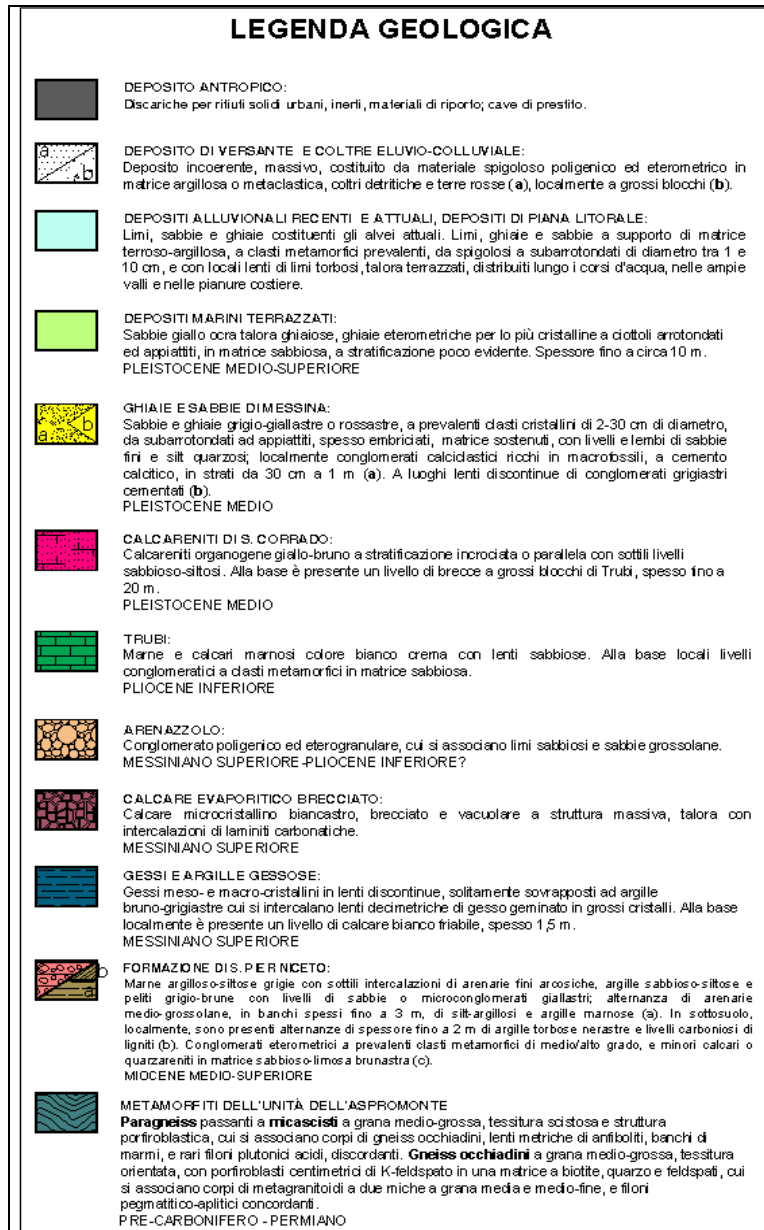 LEGENDA GEOLOGICA
DEPOSITO ANTROPICO:
Discariche per rifiuti solidi urbani, inerti, materiali di riporto; cave di prestito.
a
b
DEPOSITO DI VERSANTE E COLTRE ELUVIO-COLLUVIALE:
Deposito incoerente, massivo, costituito da materiale spigoloso poligenico ed eterometrico in
matrice argillosa o metaclastica, coltri detritiche e terre rosse (a), localmente a grossi blocchi (b).
DEPOSITI ALLUVIONALI RECENTI E ATTUALI, DEPOSITI DI PIANA LITORALE:
Limi, sabbie e ghiaie costituenti gli alvei attuali. Limi, ghiaie e sabbie a supporto di matrice
terroso-argillosa, a clasti metamorfici prevalenti, da spigolosi a subarrotondati di diametro tra 1 e
10 cm, e con locali lenti di limi torbosi, talora terrazzati, distribuiti lungo i corsi d'acqua, nelle ampie
valli e nelle pianure costiere.
DEPOSITI MARINI TERRAZZATI:
Sabbie giallo ocra talora ghiaiose, ghiaie eterometriche per lo più cristalline a ciottoli arrotondati
ed appiattiti, in matrice sabbiosa, a stratificazione poco evidente. Spessore fino a circa 10 m.
PLEISTOCENE MEDIO-SUPERIORE
a
b
GHIAIE E SABBIE DI MESSINA:
Sabbie e ghiaie grigio-giallastre o rossastre, a prevalenti clasti cristallini di 2-30 cm di diametro,
da subarrotondati ad appiattiti, spesso embriciati, matrice sostenuti, con livelli e lembi di sabbie
fini e silt quarzosi; localmente conglomerati calciclastici ricchi in macrofossili, a cemento
calcitico, in strati da 30 cm a 1 m (a). A luoghi lenti discontinue di conglomerati grigiastri
cementati (b).
PLEISTOCENE MEDIO
CALCARENITI DI S. CORRADO:
Calcareniti organogene giallo-bruno a stratificazione incrociata o parallela con sottili livelli
sabbioso-siltosi. Alla base è presente un livello di brecce a grossi blocchi di Trubi, spesso fino a
20 m.
PLEISTOCENE MEDIO
TRUBI:
Marne e calcari marnosi colore bianco crema con lenti sabbiose. Alla base locali livelli
conglomeratici a clasti metamorfici in matrice sabbiosa.
PLIOCENE INFERIORE
ARENAZZOLO:
Conglomerato poligenico ed eterogranulare, cui si associano limi sabbiosi e sabbie grossolane.
MESSINIANO SUPERIORE-PLIOCENE INFERIORE?
CALCARE EVAPORITICO BRECCIATO:
Calcare microcristallino biancastro, brecciato e vacuolare a struttura massiva, talora con
intercalazioni di laminiti carbonatiche.
MESSINIANO SUPERIORE
GESSI E ARGILLE GESSOSE:
Gessi meso- e macro-cristallini in lenti discontinue, solitamente sovrapposti ad argille
bruno-grigiastre cui si intercalano lenti decimetriche di gesso geminato in grossi cristalli. Alla base
localmente è presente un livello di calcare bianco friabile, spesso 1,5 m.
MESSINIANO SUPERIORE
b
a
FORMAZIONE DI S. PIER NICETO:
Marne argilloso-siltose grigie con sottili intercalazioni di arenarie fini arcosiche, argille sabbioso-siltose e
peliti grigio-brune con livelli di sabbie o microconglomerati giallastri; alternanza di arenarie
medio-grossolane, in banchi spessi fino a 3 m, di silt-argillosi e argille marnose (a). In sottosuolo,
localmente, sono presenti alternanze di spessore fino a 2 m di argille torbose nerastre e livelli carboniosi di
ligniti (b). Conglomerati eterometrici a prevalenti clasti metamorfici di medio/alto grado, e minori calcari o
quarzareniti in matrice sabbioso-limosa brunastra (c).
MIOCENE MEDIO-SUPERIORE
METAMORFITI DELL'UNITÀ DELL'ASPROMONTE
Paragneiss passanti a micascisti a grana medio-grossa, tessitura scistosa e struttura
porfiroblastica, cui si associano corpi di gneiss occhiadini, lenti metriche di anfiboliti, banchi di
marmi, e rari filoni plutonici acidi, discordanti. Gneiss occhiadini a grana medio-grossa, tessitura
orientata, con porfiroblasti centimetrici di K-feldspato in una matrice a biotite, quarzo e feldspati, cui
si associano corpi di metagranitoidi a due miche a grana media e medio-fine, e filoni
pegmatitico-aplitici concordanti.
PRE-CARBONIFERO - PERMIANO